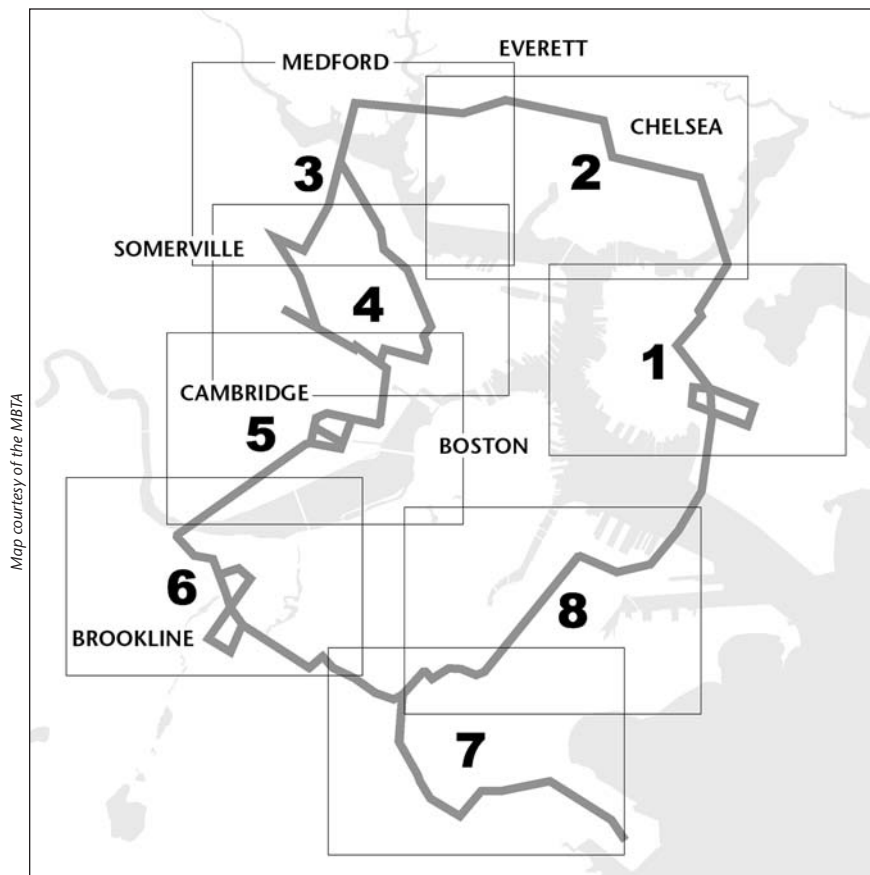 EVERETT
MEDFORD
CHELSEA
2
3
SOMERVILLE
4
1
CAMBRIDGE
5
BOSTON
6
8
BROOKLINE
7
Map courtesy of the MBTA